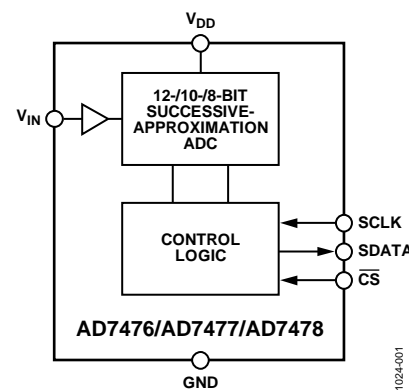 VDD
VIN
12-/10-/8-BIT
SUCCESSIVE-
APPROXIMATION
ADC
CONTROL
LOGIC
SCLK
SDATA
CS
AD7476/AD7477/AD7478
GND
1024-001